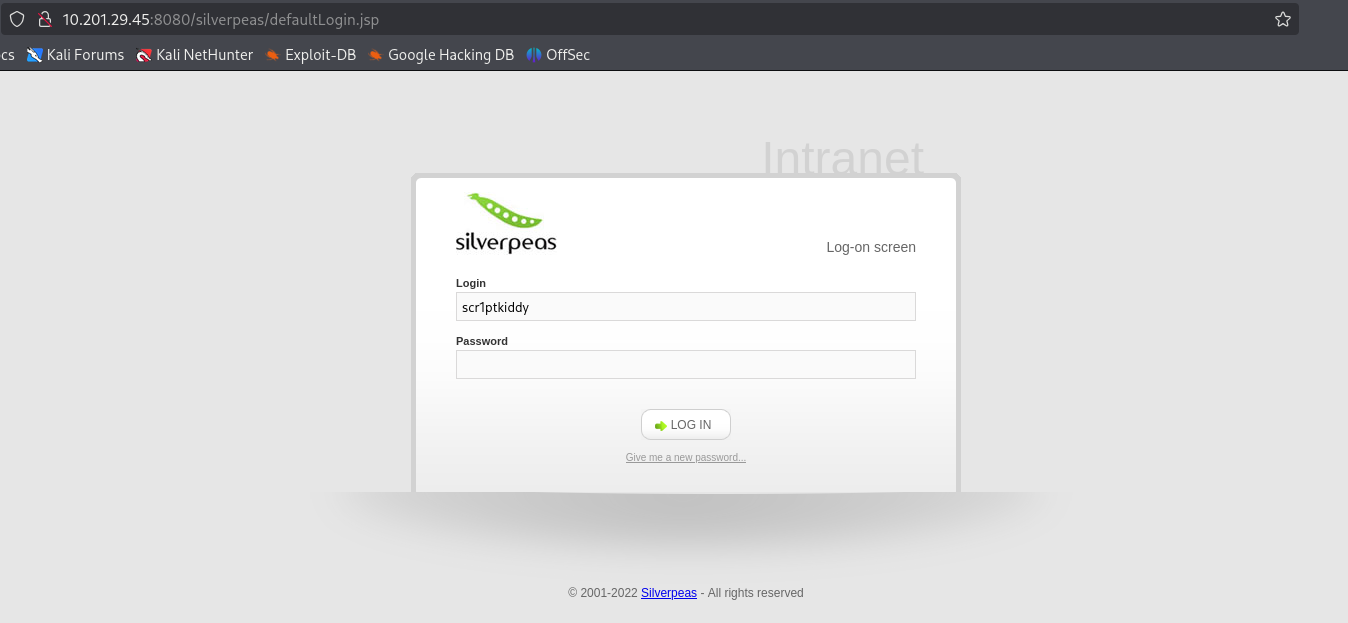 10.201.29.45:8080/silverpeas/defaultLogin.jsp
cs Kali Forums Kali NetHunter Exploit-DB Google Hacking DB OffSec
Intranet
silverpeas
Log-on screen
Login
scr1ptkiddy
Password
LOG IN
Give me a new password...
© 2001-2022 Silverpeas - All rights reserved